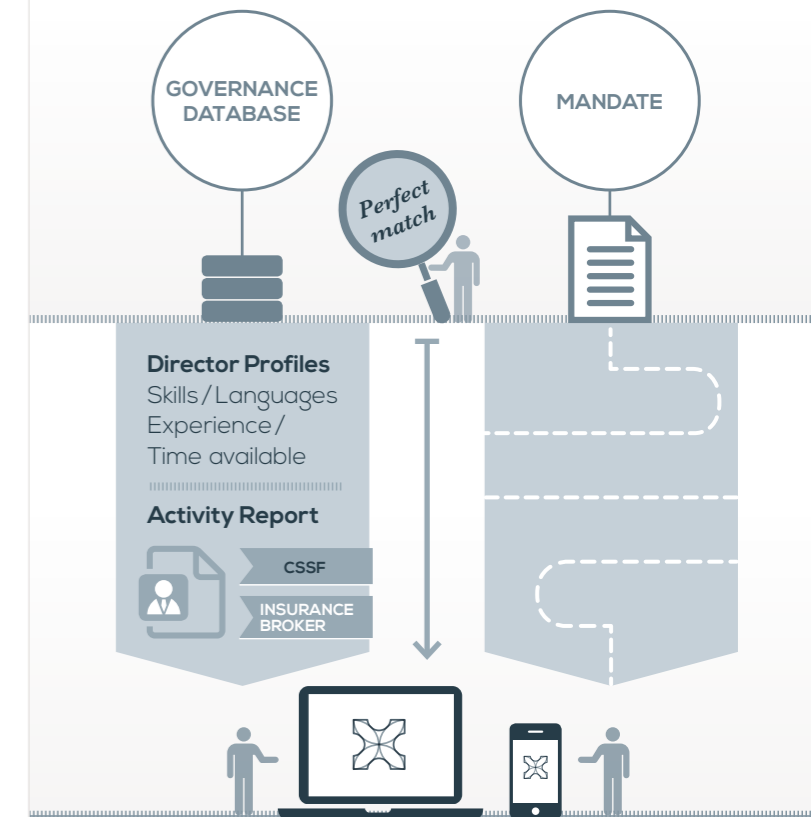 GOVERNANCE
DATABASE
MANDATE
Perfect
match
Director Profiles
Skills/Languages
Experience/
Time available
Activity Report
CSSF
INSURANCE
BROKER